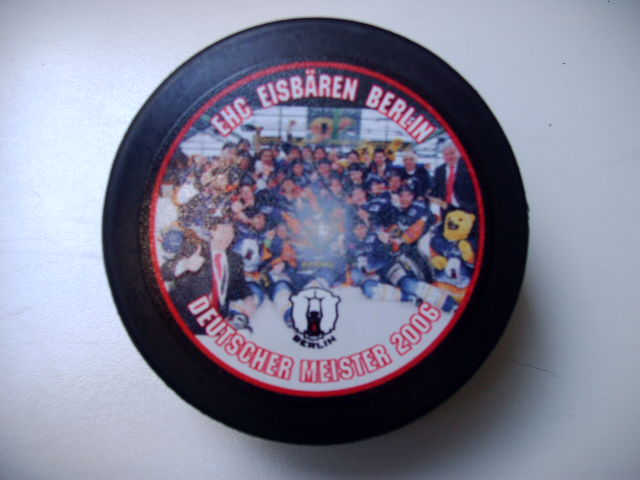 EHC EISBÄREN BERLIN
BERLIN
DEUTSCHER MEISTER 2006